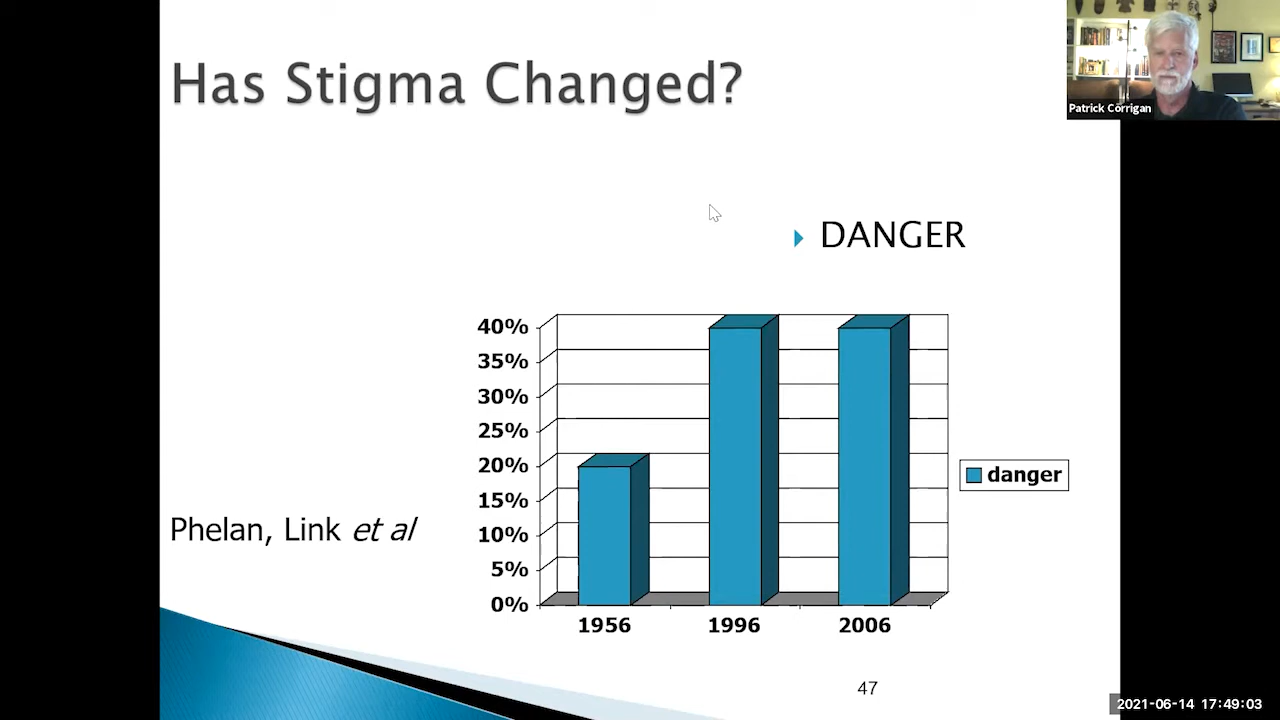 Has Stigma Changed?
Patrick Corrigan
DANGER
40%
35%
30%
25%
20%
15%
10%
5%
0%
1956 1996 2006
danger
Phelan, Link et al
47
2021-06-14 17:49:03